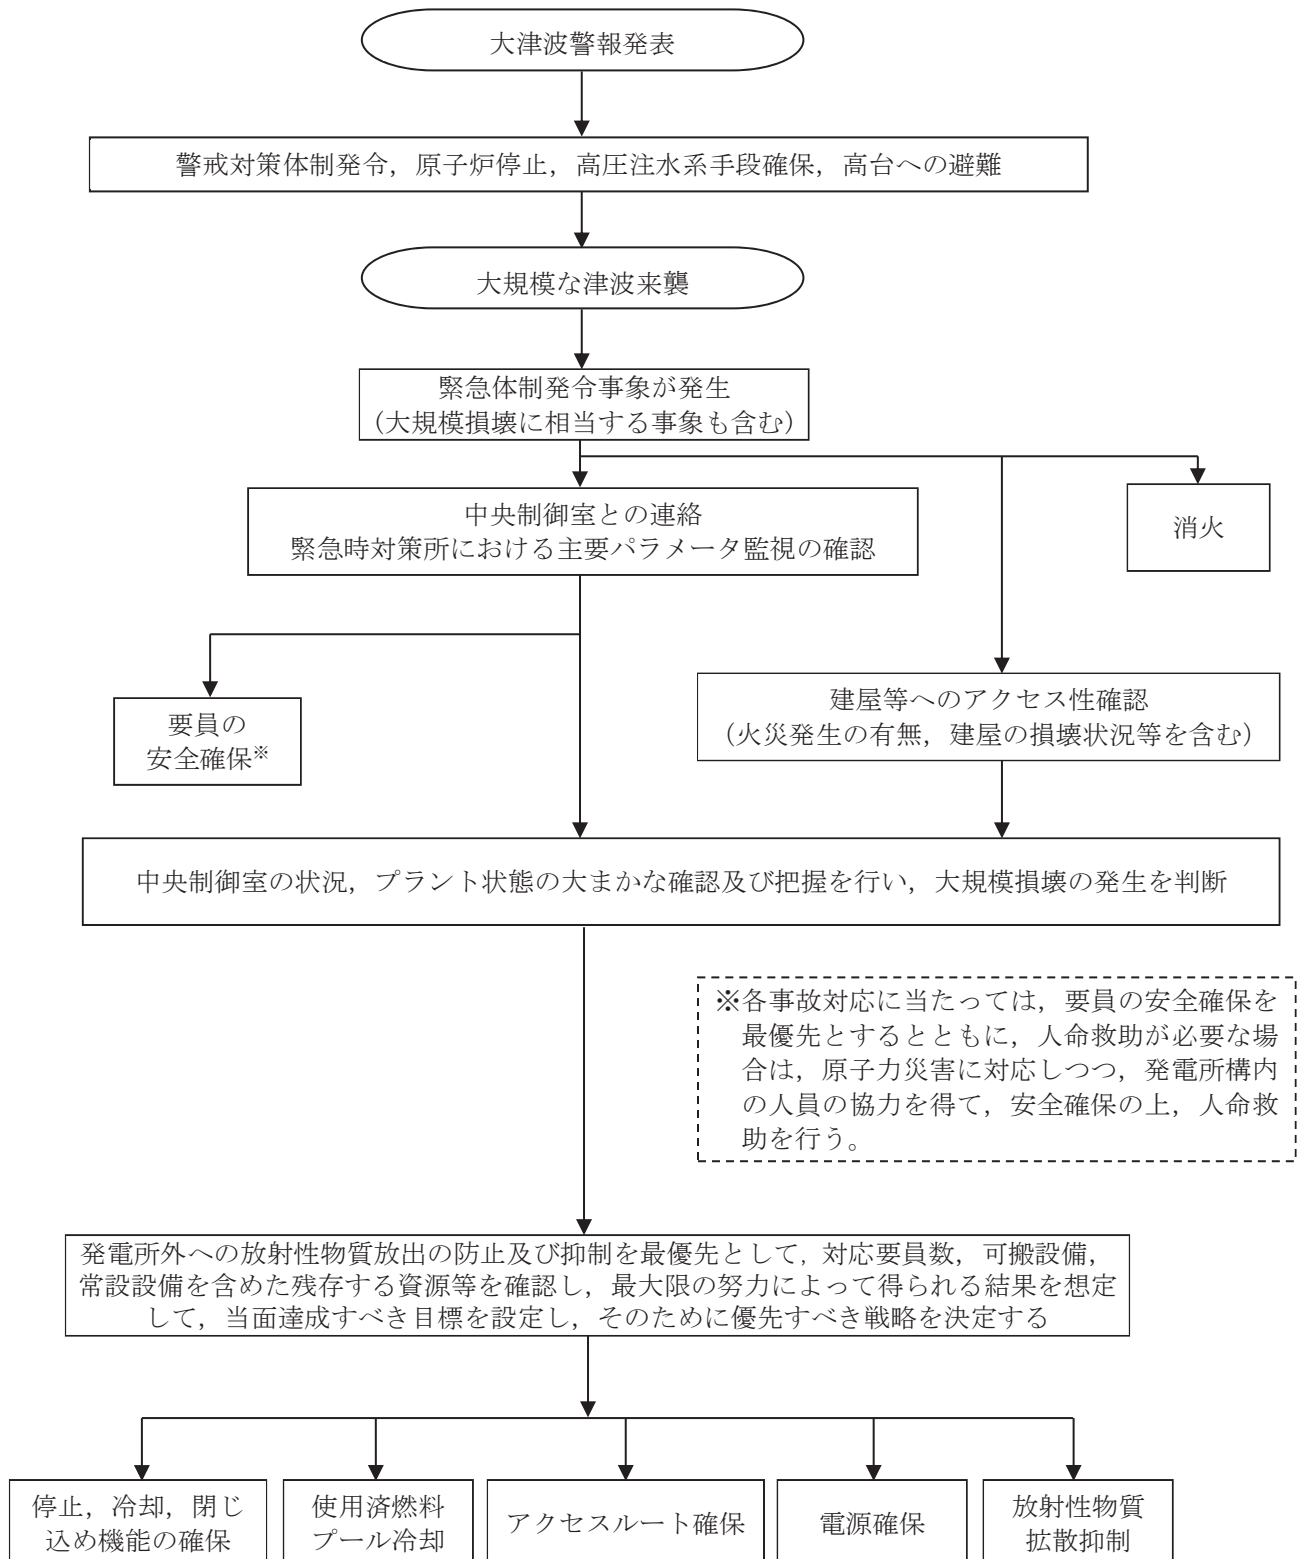 大津波警報発表
警戒対策体制発令，原子炉停止，高圧注水系手段確保，高台への避難
大規模な津波来襲
緊急体制発令事象が発生
（大規模損壊に相当する事象も含む）
中央制御室との連絡
緊急時対策所における主要パラメータ監視の確認
消火
要員の
安全確保※
建屋等へのアクセス性確認
（火災発生の有無，建屋の損壊状況等を含む）
中央制御室の状況，プラント状態の大まかな確認及び把握を行い，大規模損壊の発生を判断
※各事故対応に当たっては，要員の安全確保を
最優先とするとともに，人命救助が必要な場
合は，原子力災害に対応しつつ，発電所構内
の人員の協力を得て，安全確保の上，人命救
助を行う。
発電所外への放射性物質放出の防止及び抑制を最優先として，対応要員数，可搬設備，
常設設備を含めた残存する資源等を確認し，最大限の努力によって得られる結果を想定
して，当面達成すべき目標を設定し，そのために優先すべき戦略を決定する
停止，冷却，閉じ
込め機能の確保
使用済燃料
プール冷却
アクセスルート確保
電源確保
放射性物質
拡散抑制